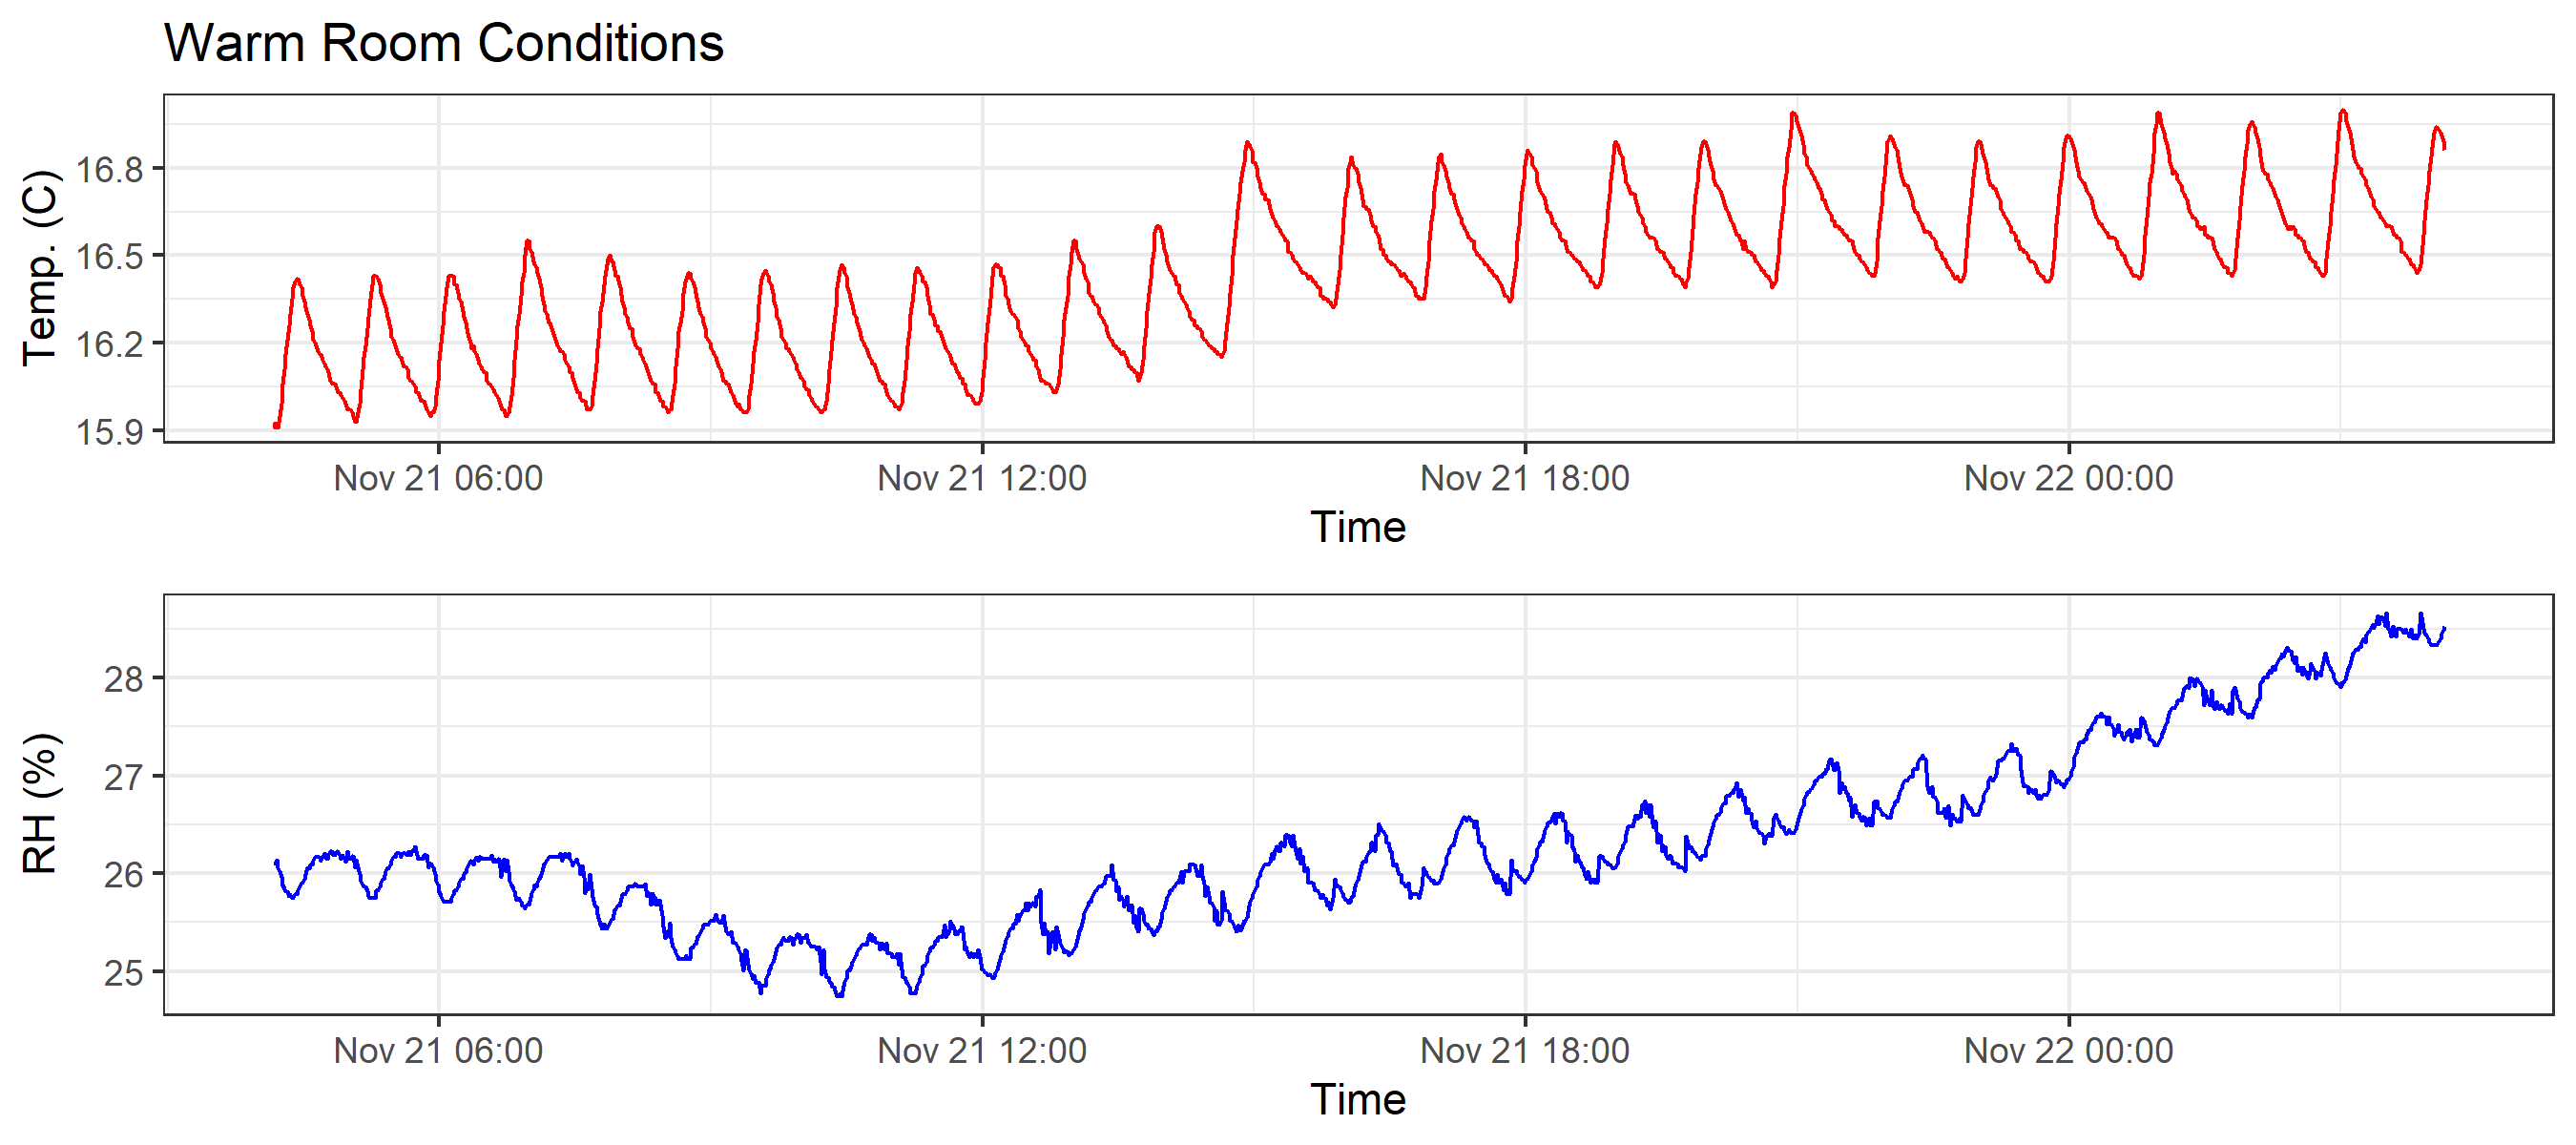 Warm Room Conditions
Temp. (C)
16.8
16.5
16.2
15.9
Nov 21 06:00 Nov 21 12:00 Nov 21 18:00 Nov 22 00:00
Time
RH (%)
28
27
26
25
Nov 21 06:00 Nov 21 12:00 Nov 21 18:00 Nov 22 00:00
Time